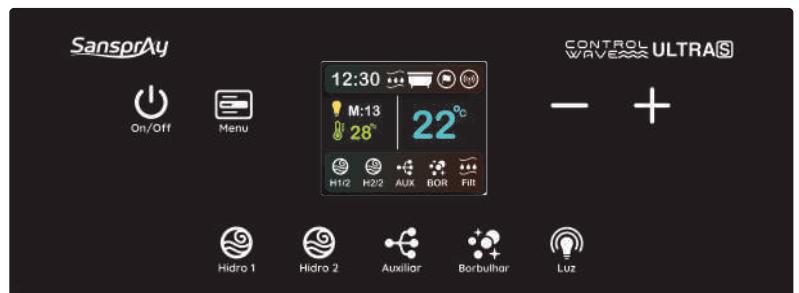 SansprAy
CONTROL WAVE ULTRA S
On/Off
Menu
12:30
M:13
28°c
22°c
H1/2 H2/2 AUX BOR Filt
Hidro 1
Hidro 2
Auxiliar
Borbulhar
Luz